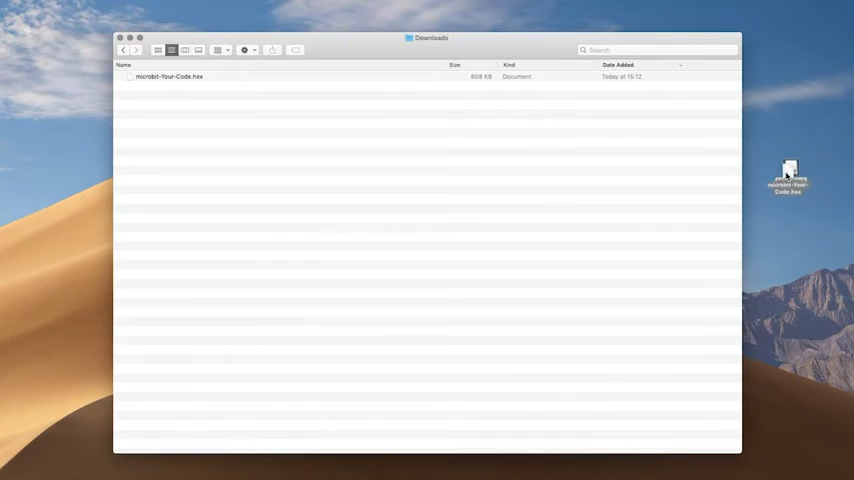 Downloads
Search
Name Size Kind Date Added
microbit-Your-Code.hex 608 KB Document Today at 15:12
microbit-Your-
Code.hex